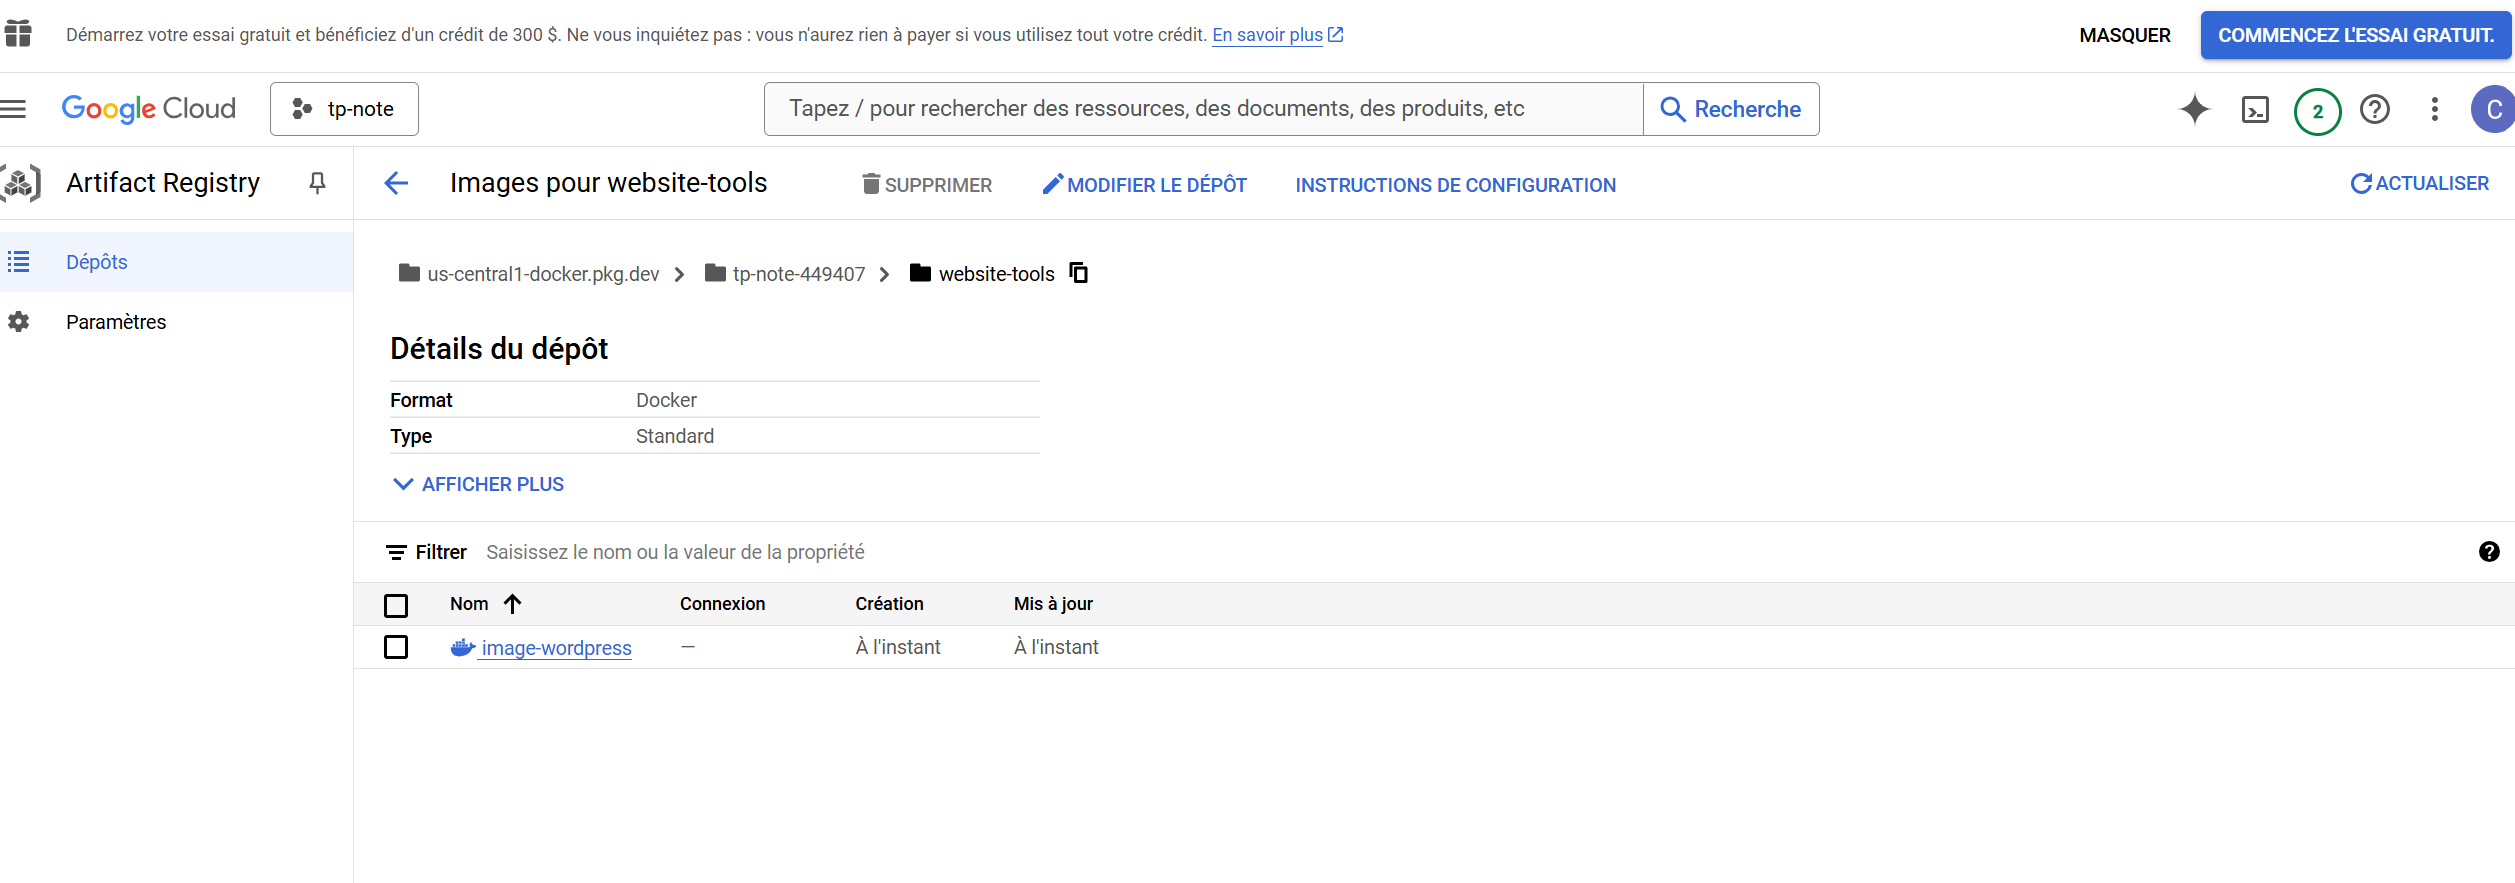 Démarrez votre essai gratuit et bénéficiez d'un crédit de 300 $. Ne vous inquiétez pas : vous n'aurez rien à payer si vous utilisez tout votre crédit. En savoir plus
MASQUER
COMMENCEZ L'ESSAI GRATUIT.
Google Cloud
tp-note
Tapez / pour rechercher des ressources, des documents, des produits, etc
Recherche
2
C
Artifact Registry
Images pour website-tools
SUPPRIMER
MODIFIER LE DÉPÔT
INSTRUCTIONS DE CONFIGURATION
ACTUALISER
Dépôts
Paramètres
us-central1-docker.pkg.dev
tp-note-449407
website-tools
Détails du dépôt
Format Docker
Type Standard
AFFICHER PLUS
Filtrer Saisissez le nom ou la valeur de la propriété
Nom Connexion Création Mis à jour
image-wordpress — À l'instant À l'instant